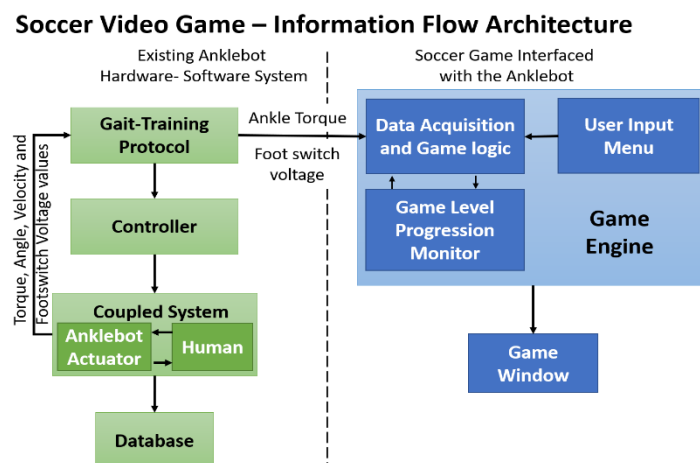 Soccer Video Game – Information Flow Architecture
Existing Anklebot
Hardware- Software System
Soccer Game Interfaced
with the Anklebot
Gait-Training
Protocol
Ankle Torque
Foot switch
voltage
Data Acquisition
and Game logic
User Input
Menu
Torque, Angle, Velocity and
Footswitch Voltage values
Controller
Game Level
Progression
Monitor
Game
Engine
Coupled System
Anklebot
Actuator
Human
Game
Window
Database